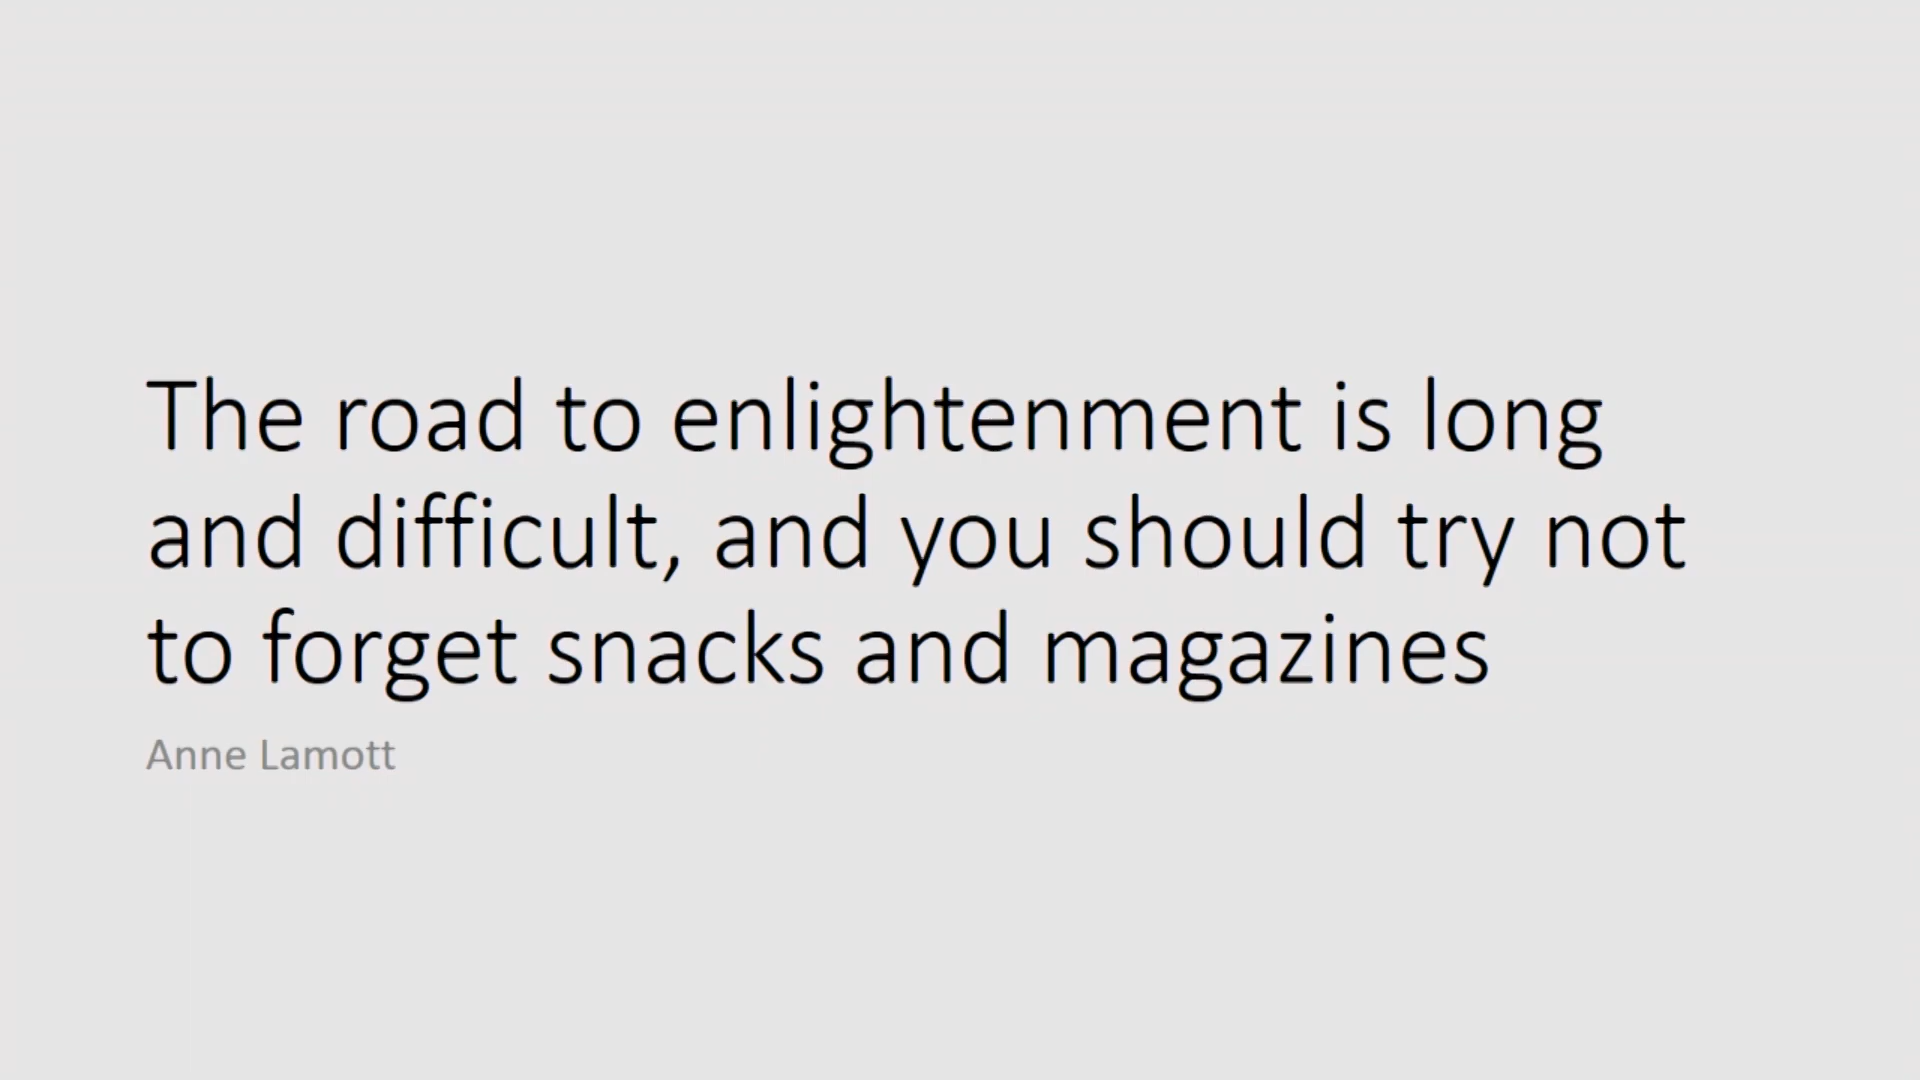 The road to enlightenment is long
and difficult, and you should try not
to forget snacks and magazines
Anne Lamott